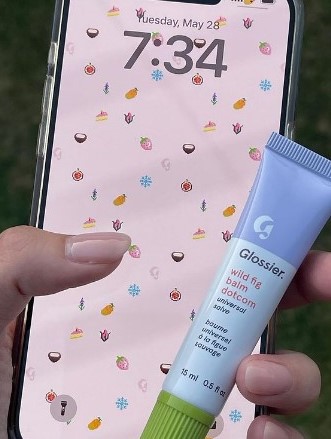 Tuesday, May 28
7:34
G
Glossier.
wild fig
balm
dotcom
universal
salve
baume
universel
à la figue
sauvage
15 ml 0.5 fl oz